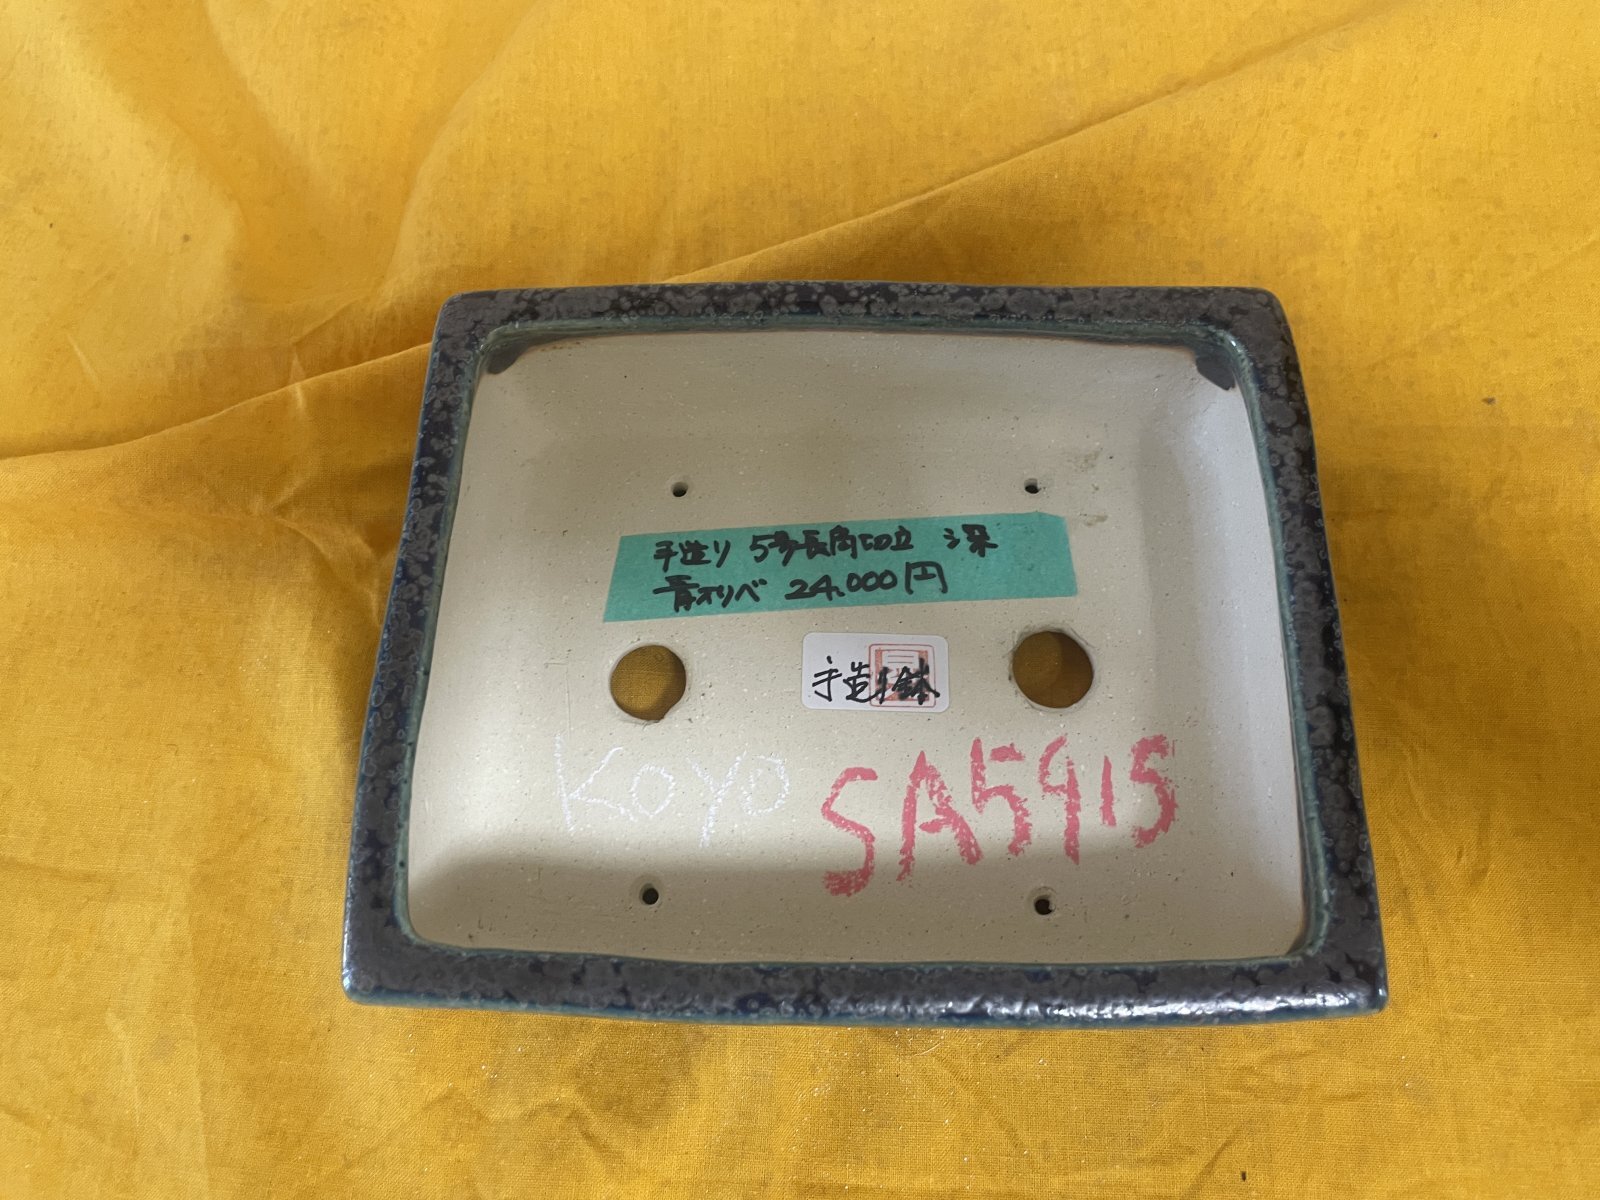 手造り 5号長角切立 深
青オリベ 24,000円
手造り鉢
KOYO
SA5915